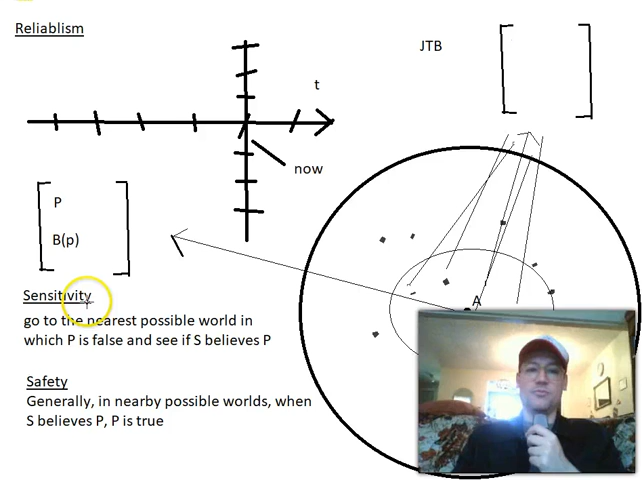 Reliablism
JTB
t
now
P
B(p)
A
Sensitivity
go to the nearest possible world in
which P is false and see if S believes P
Safety
Generally, in nearby possible worlds, when
S believes P, P is true